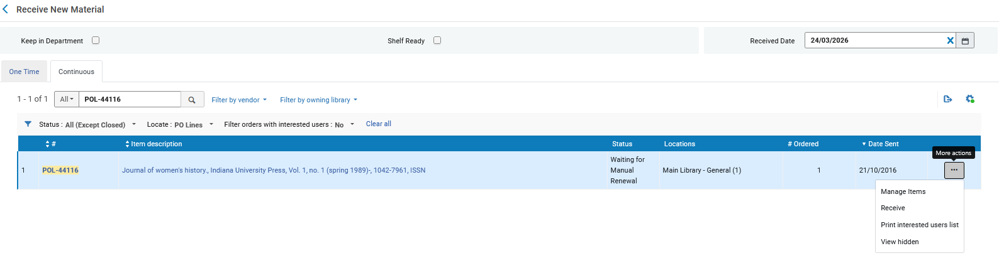 Receive New Material
Keep in Department
Shelf Ready
Received Date
24/03/2026
One Time
Continuous
1 - 1 of 1
All
POL-44116
Filter by vendor
Filter by owning library
Status : All (Except Closed)
Locate : PO Lines
Filter orders with interested users : No
Clear all
#
Item description
Status
Locations
# Ordered
Date Sent
More actions
1
POL-44116
Journal of women's history., Indiana University Press, Vol. 1, no. 1 (spring 1989)-, 1042-7961, ISSN
Waiting for
Manual
Renewal
Main Library - General (1)
1
21/10/2016
Manage Items
Receive
Print interested users list
View hidden